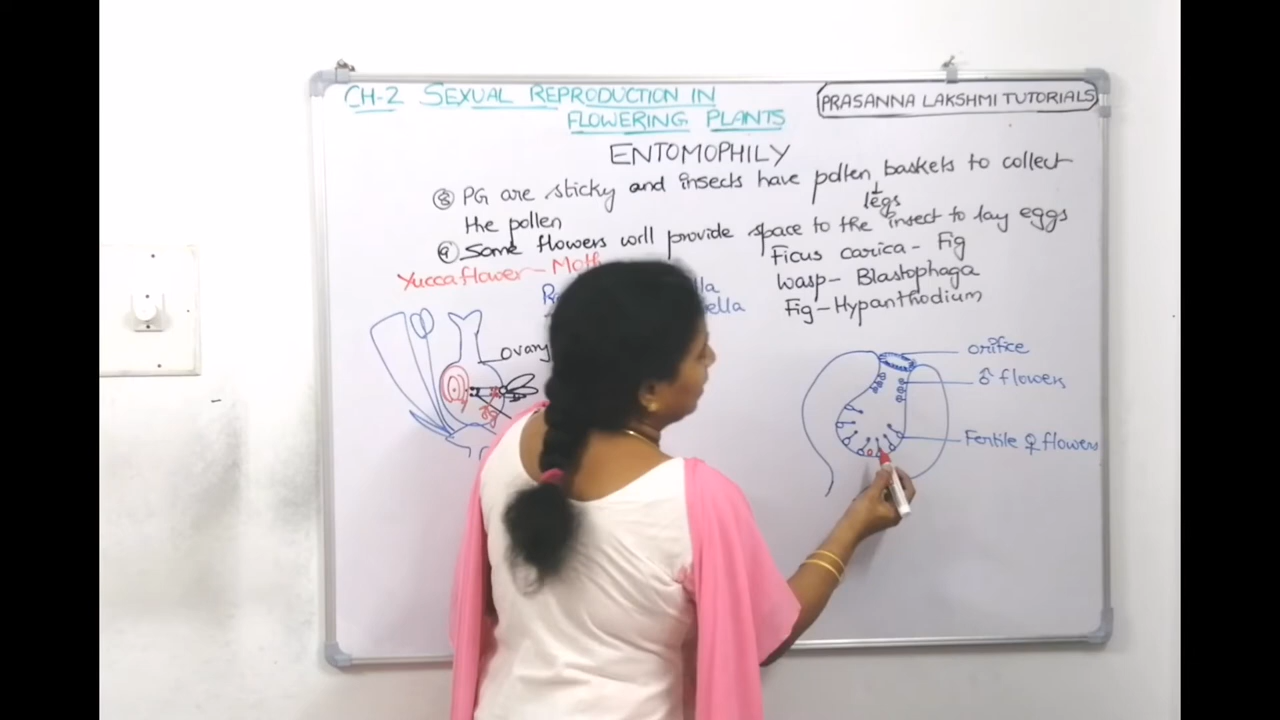 CH-2 SEXUAL REPRODUCTION IN
FLOWERING PLANTS
PRASANNA LAKSHMI TUTORIALS
ENTOMOPHILY
⑧ PG are sticky and insects have pollen baskets to collect
legs
the pollen
⑨ Some flowers will provide space to the insect to lay eggs
Yucca flower - Moth
ovary
Ficus carica - Fig
Wasp - Blastophaga
Fig - Hypanthodium
orifice
♂ flowers
Fertile ♀ flowers